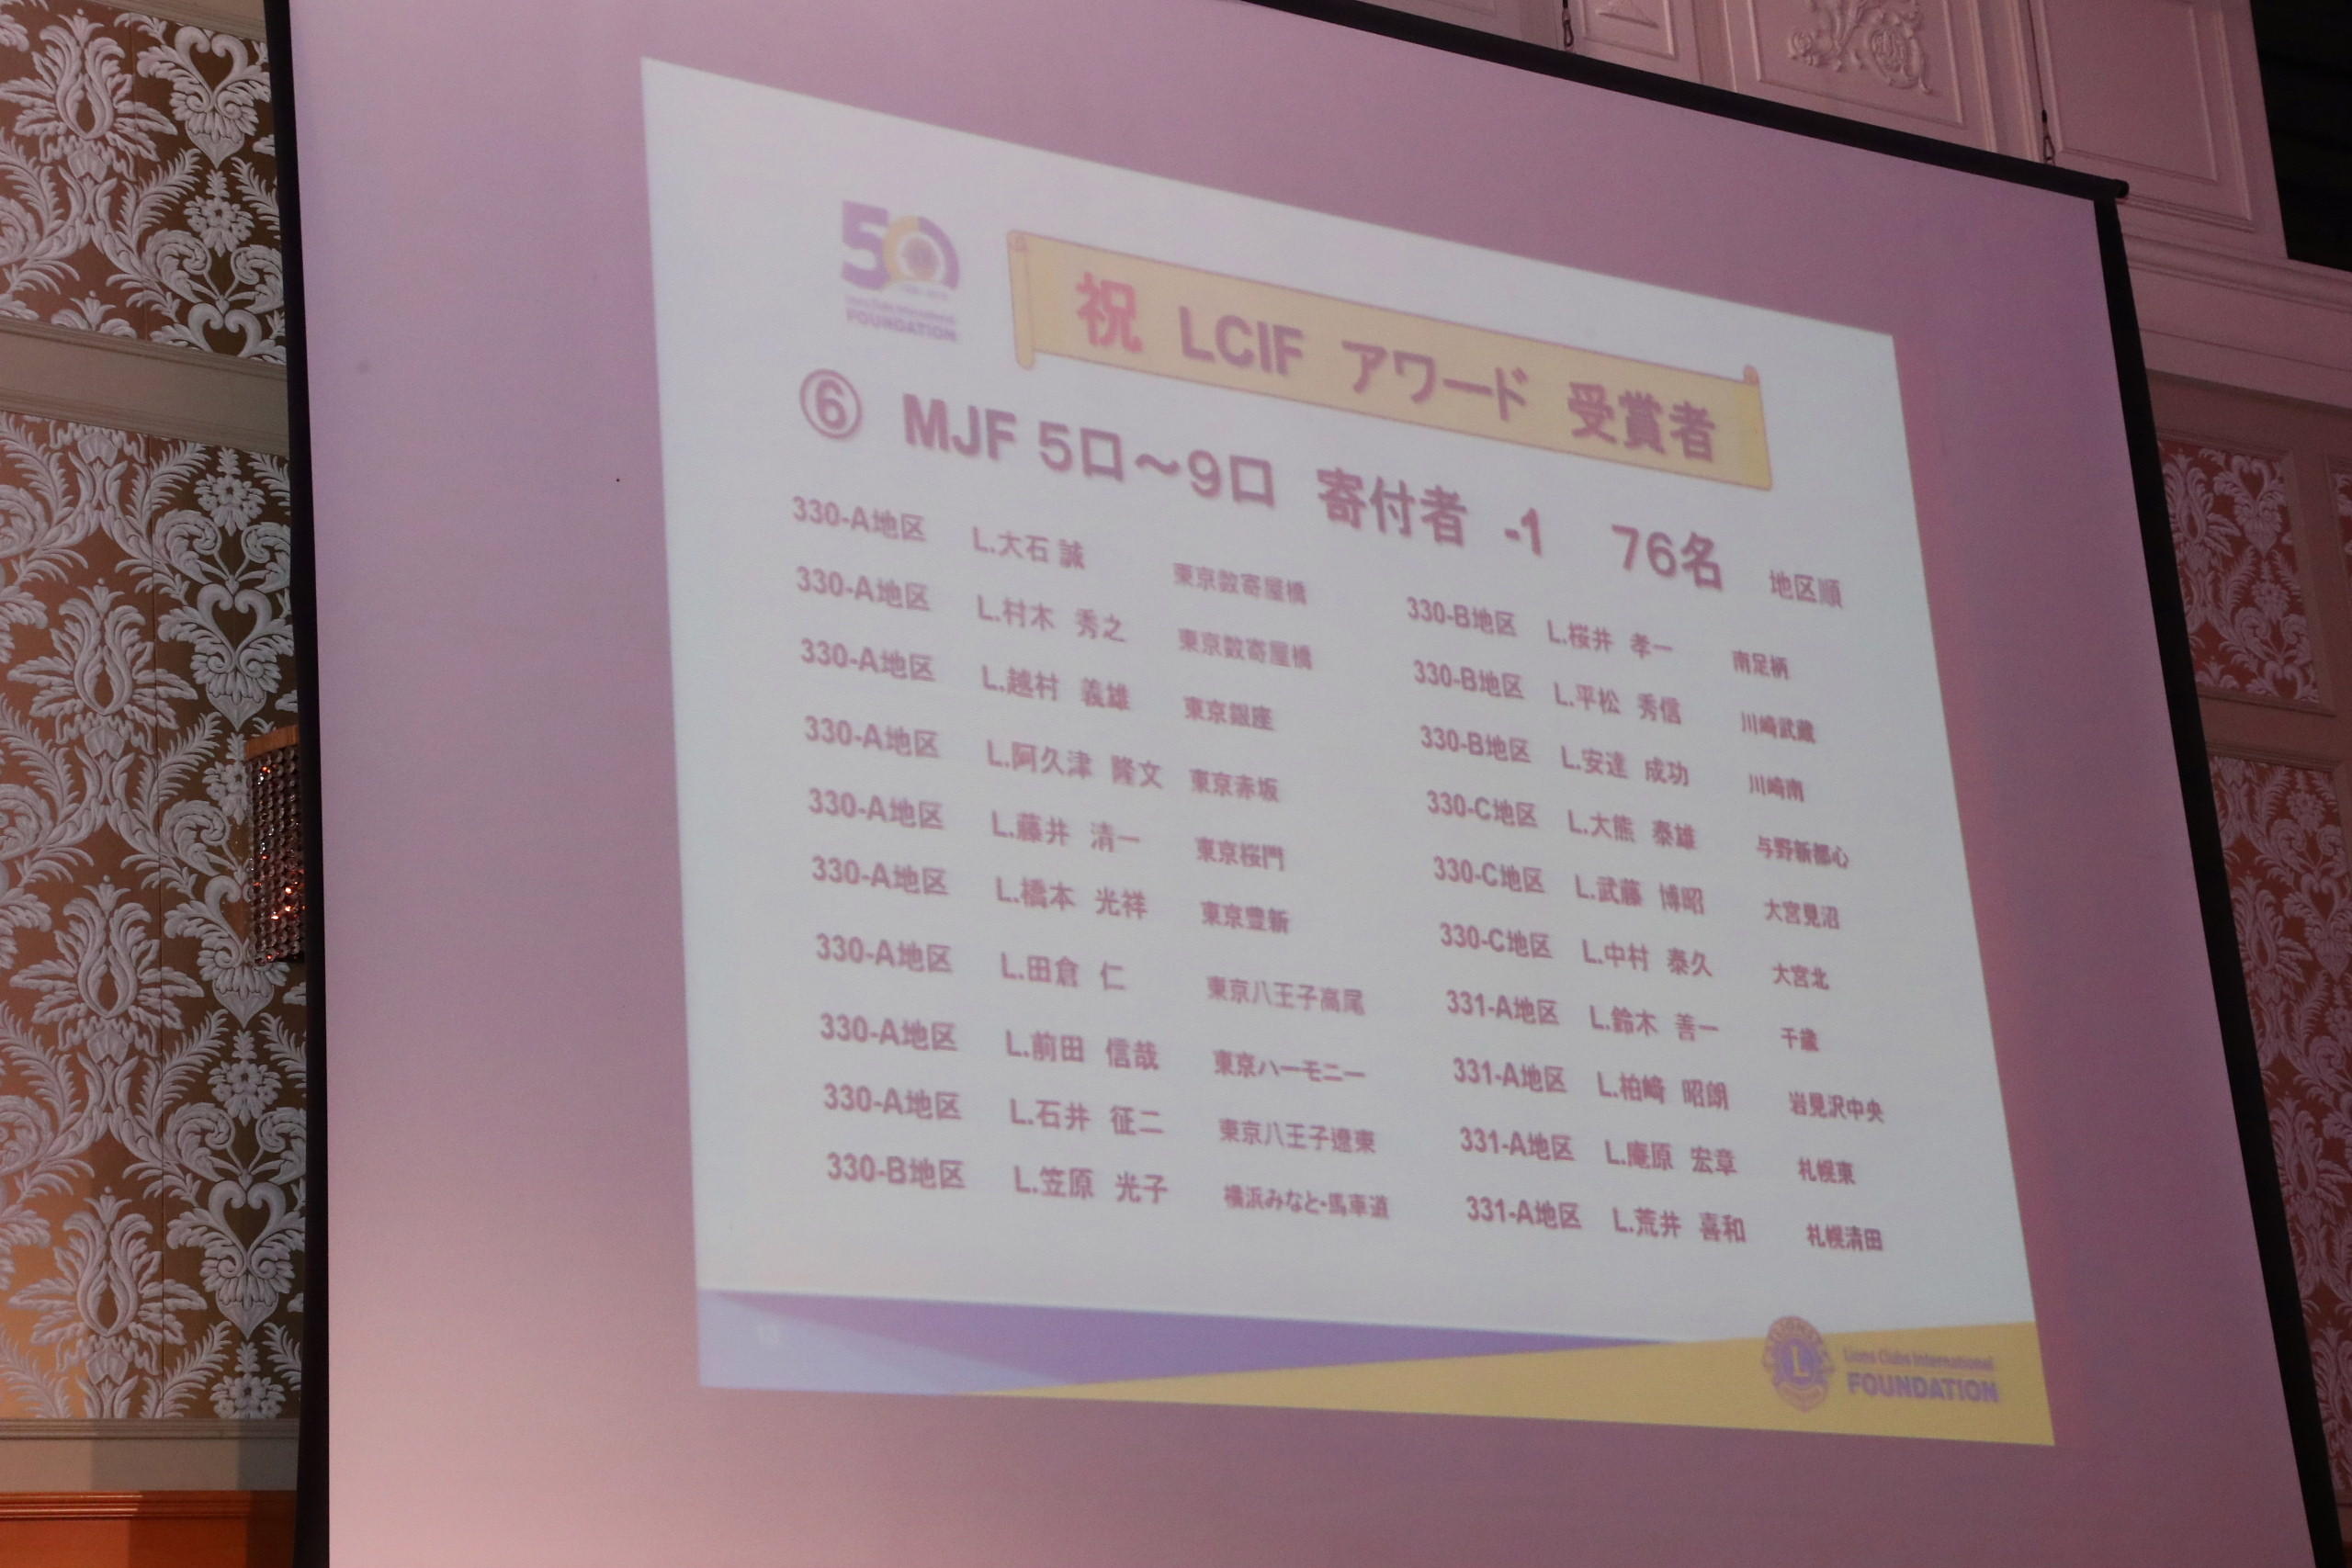 50
Lions Clubs International
FOUNDATION
祝 LCIF アワード 受賞者
⑥ MJF 5口～9口 寄付者 -1 76名 地区順
330-A地区 L.大石 誠 東京数寄屋橋
330-A地区 L.村木 秀之 東京数寄屋橋
330-A地区 L.越村 義雄 東京銀座
330-A地区 L.阿久津 隆文 東京赤坂
330-A地区 L.藤井 清一 東京桜門
330-A地区 L.橋本 光祥 東京豊新
330-A地区 L.田倉 仁 東京八王子高尾
330-A地区 L.前田 信哉 東京ハーモニー
330-A地区 L.石井 征二 東京八王子遼東
330-B地区 L.笠原 光子 横浜みなと・馬車道
330-B地区 L.桜井 孝一 南足柄
330-B地区 L.平松 秀信 川崎武蔵
330-B地区 L.安達 成功 川崎南
330-C地区 L.大熊 泰雄 与野新都心
330-C地区 L.武藤 博昭 大宮見沼
330-C地区 L.中村 泰久 大宮北
331-A地区 L.鈴木 善一 千歳
331-A地区 L.柏崎 昭朗 岩見沢中央
331-A地区 L.庵原 宏章 札幌東
331-A地区 L.荒井 喜和 札幌清田
L
Lions Clubs International
FOUNDATION